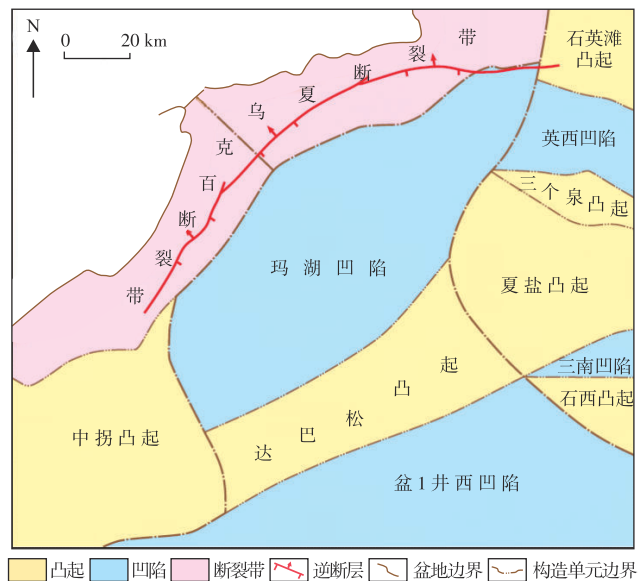 N
0 20 km
石英滩
凸起
乌夏断裂带
克百断裂带
英西凹陷
三个泉凸起
玛湖凹陷
夏盐凸起
三南凹陷
石西凸起
达巴松凸起
中拐凸起
盆1井西凹陷
凸起 凹陷 断裂带 逆断层 盆地边界 构造单元边界